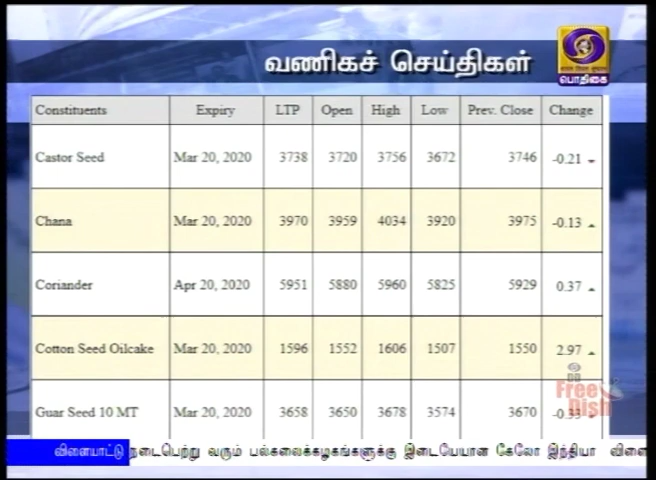 வணிகச் செய்திகள்
பொதிகை
Constituents Expiry LTP Open High Low Prev. Close Change
Castor Seed Mar 20, 2020 3738 3720 3756 3672 3746 -0.21
Chana Mar 20, 2020 3970 3959 4034 3920 3975 -0.13
Coriander Apr 20, 2020 5951 5880 5960 5825 5929 0.37
Cotton Seed Oilcake Mar 20, 2020 1596 1552 1606 1507 1550 2.97
DD
Free Dish
Guar Seed 10 MT Mar 20, 2020 3658 3650 3678 3574 3670 -0.33
விளையாட்டு நடைபெற்று வரும் பல்கலைக்கழகங்களுக்கு இடையேயான கேலோ இந்தியா விளை